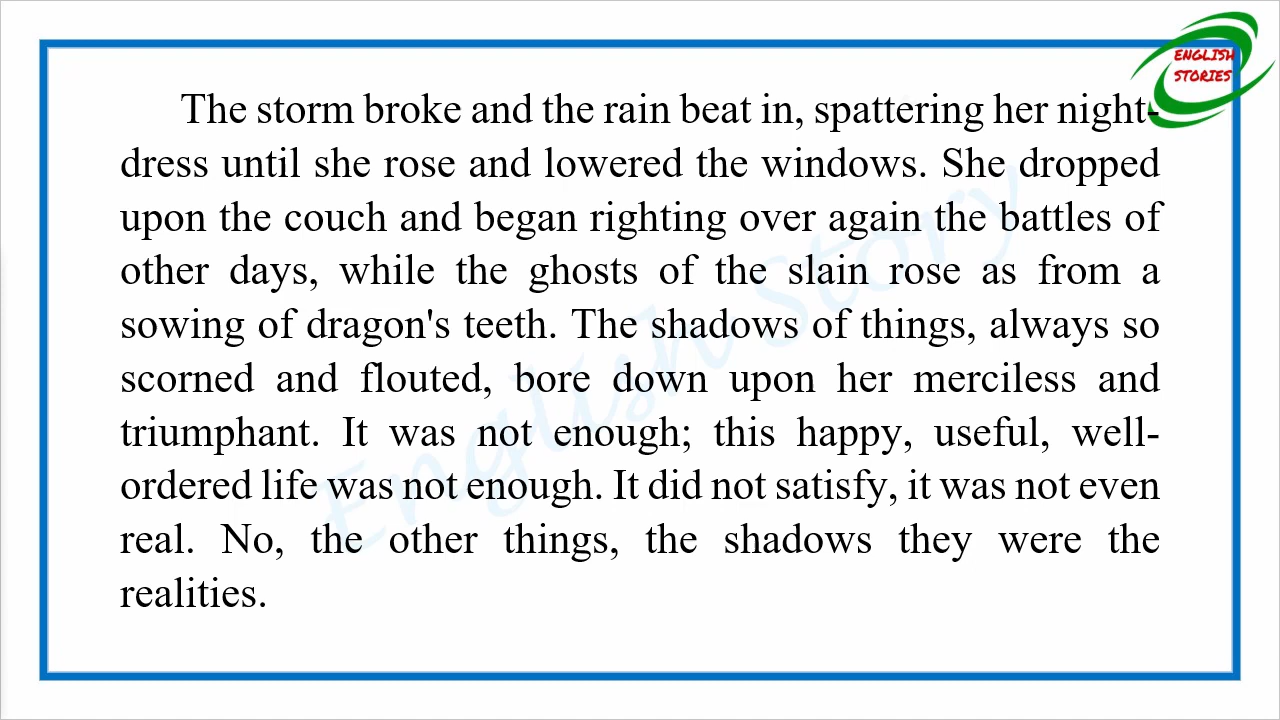 ENGLISH
STORIES
The storm broke and the rain beat in, spattering her night-
dress until she rose and lowered the windows. She dropped
upon the couch and began righting over again the battles of
other days, while the ghosts of the slain rose as from a
sowing of dragon's teeth. The shadows of things, always so
scorned and flouted, bore down upon her merciless and
triumphant. It was not enough; this happy, useful, well-
ordered life was not enough. It did not satisfy, it was not even
real. No, the other things, the shadows they were the
realities.
English Story